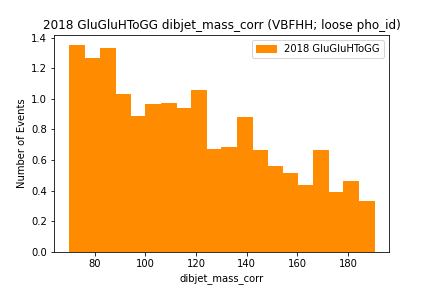 2018 GluGluHToGG dibjet_mass_corr (VBFHH; loose pho_id)
2018 GluGluHToGG
Number of Events
1.4
1.2
1.0
0.8
0.6
0.4
0.2
0.0
80 100 120 140 160 180
dibjet_mass_corr